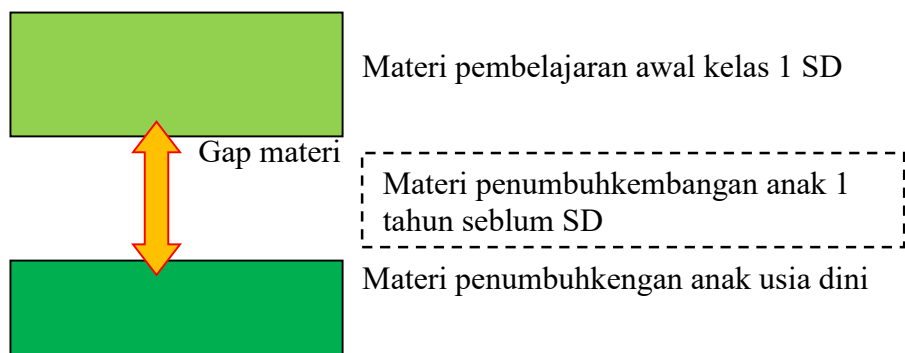 Materi pembelajaran awal kelas 1 SD
Gap materi
Materi penumbuhkembangan anak 1
tahun seblum SD
Materi penumbuhkengan anak usia dini